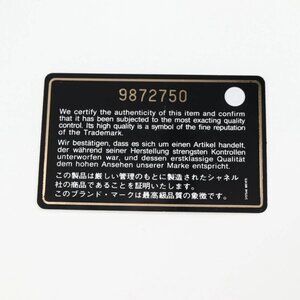 9872750
We certify the authenticity of this item and confirm
that it has been subjected to the most exacting quality
control. Its high quality is a symbol of the fine reputation
of the Trademark.
Wir bestätigen, dass es sich um einen Artikel handelt,
der während seiner Herstellung strengsten Kontrollen
unterworfen war, und dessen erstklassige Qualität
dem hohen Ansehen unserer Marke entspricht.
この製品は厳しい管理のもとに製造されたシャネル
社の商品であることを証明いたします。
このブランド・マークは最高級品質の象徴です。